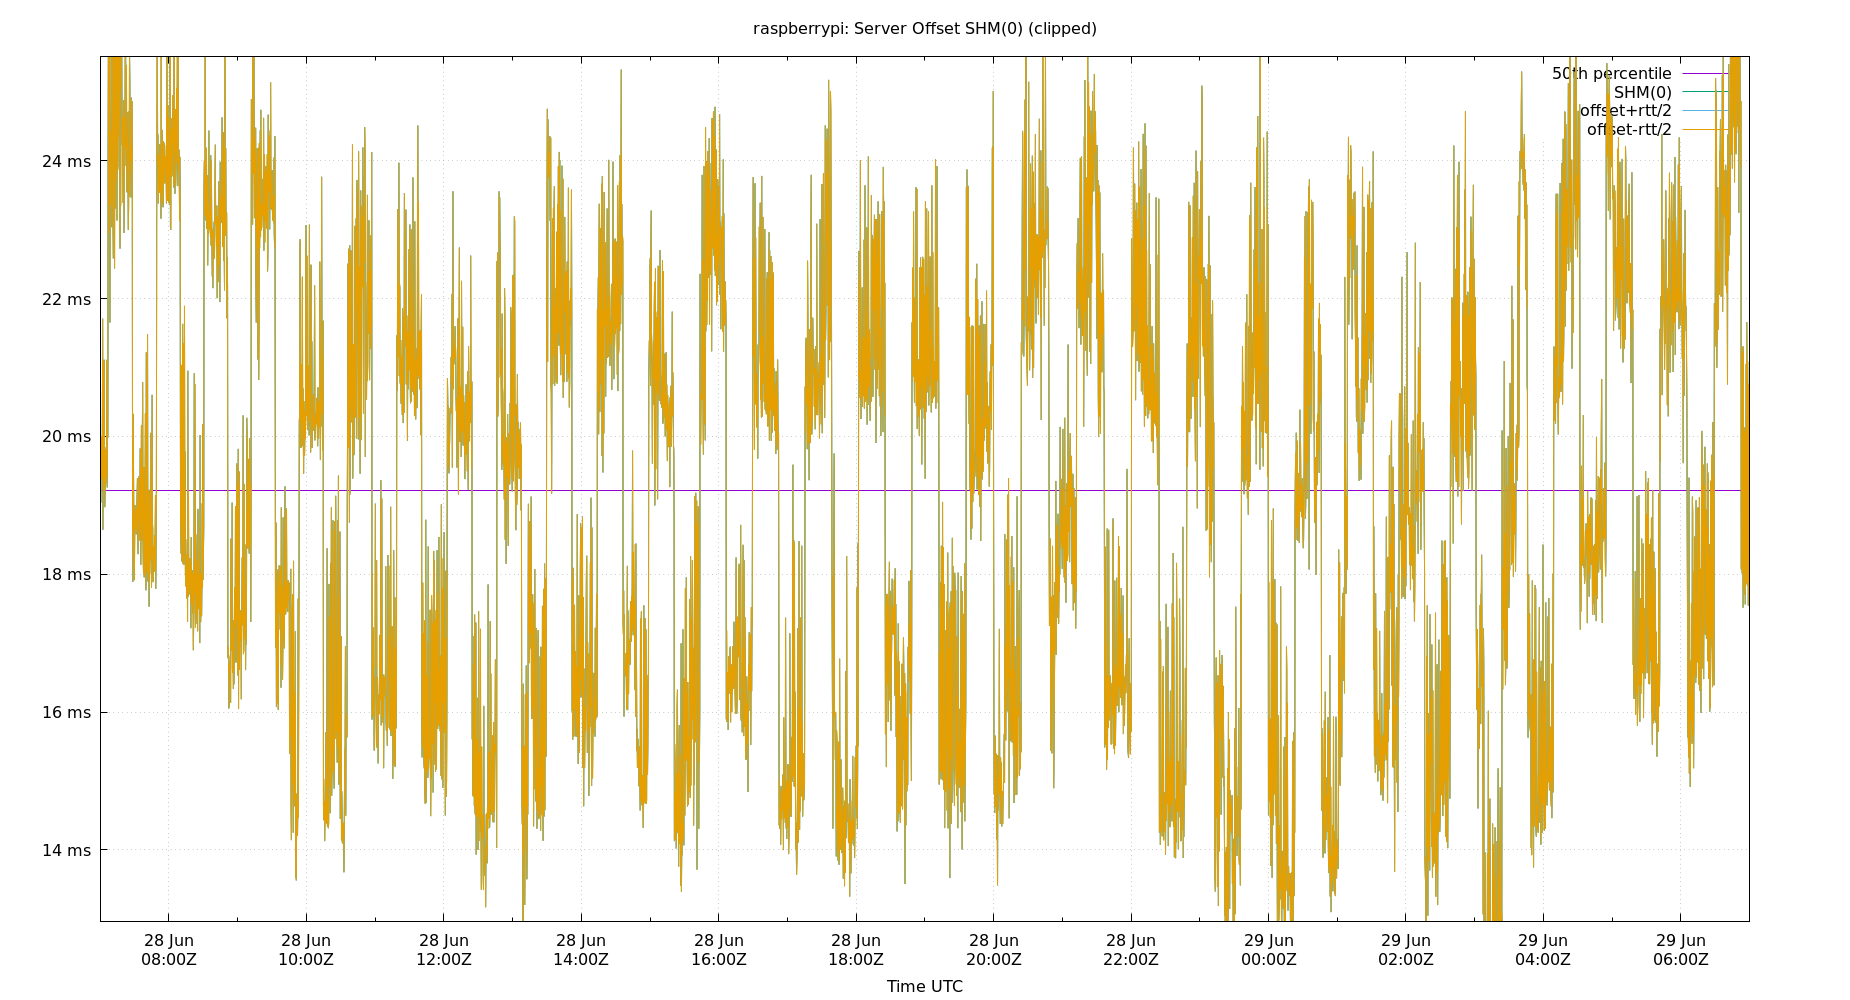 raspberrypi: Server Offset SHM(0) (clipped)
50th percentile
SHM(0)
offset+rtt/2
offset-rtt/2
24 ms
22 ms
20 ms
18 ms
16 ms
14 ms
28 Jun 28 Jun 28 Jun 28 Jun 28 Jun 28 Jun 28 Jun 28 Jun 29 Jun 29 Jun 29 Jun 29 Jun
08:00Z 10:00Z 12:00Z 14:00Z 16:00Z 18:00Z 20:00Z 22:00Z 00:00Z 02:00Z 04:00Z 06:00Z
Time UTC